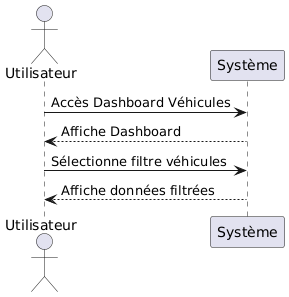 Utilisateur
Système
Accès Dashboard Véhicules
Affiche Dashboard
Sélectionne filtre véhicules
Affiche données filtrées
Utilisateur
Système